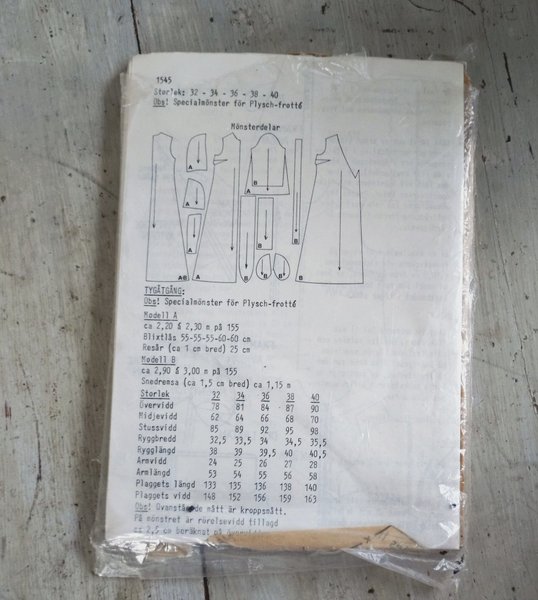 1545
Storlek: 32 - 34 - 36 - 38 - 40
Obs! Specialmönster för Plysch-frotté
Mönsterdelar
A
A
A
A B
B
B
B
B
B
AB
A
B
B
TYGÅTGÅNG:
Obs! Specialmönster för Plysch-frotté
Modell A
ca 2,20 á 2,30 m på 155
Blixtlås 55-55-55-60-60 cm
Resår (ca 1 cm bred) 25 cm
Modell B
ca 2,90 á 3,00 m på 155
Snedremsa (ca 1,5 cm bred) ca 1,15 m
Storlek 32 34 36 38 40
Övervidd 78 81 84 87 90
Midjevidd 62 64 66 68 70
Stussvidd 85 89 92 95 98
Ryggbredd 32,5 33,5 34 34,5 35,5
Rygglängd 38 39 39,5 40 40,5
Armvidd 24 25 26 27 28
Armlängd 53 54 55 56 58
Plaggets längd 133 135 136 138 140
Plaggets vidd 148 152 156 159 163
Obs! Ovanstående mått är kroppsmått.
På mönstret är rörelsevidd tillagd
ca 2,5 cm beräknat på